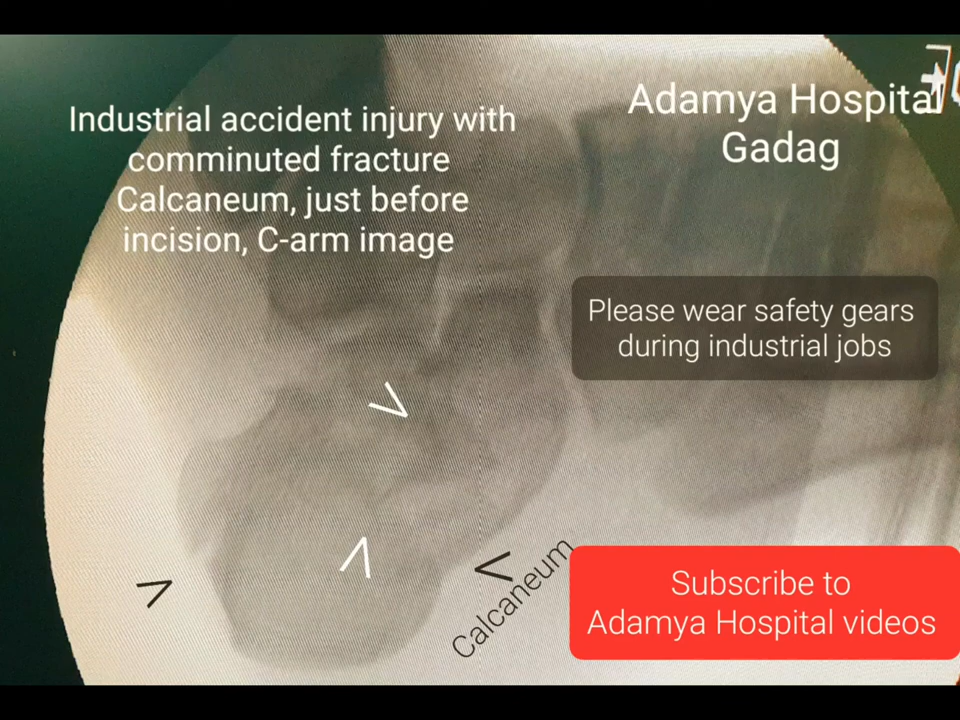 Industrial accident injury with
comminuted fracture
Calcaneum, just before
incision, C-arm image
Adamya Hospital
Gadag
Please wear safety gears
during industrial jobs
Calcaneum
Subscribe to
Adamya Hospital videos